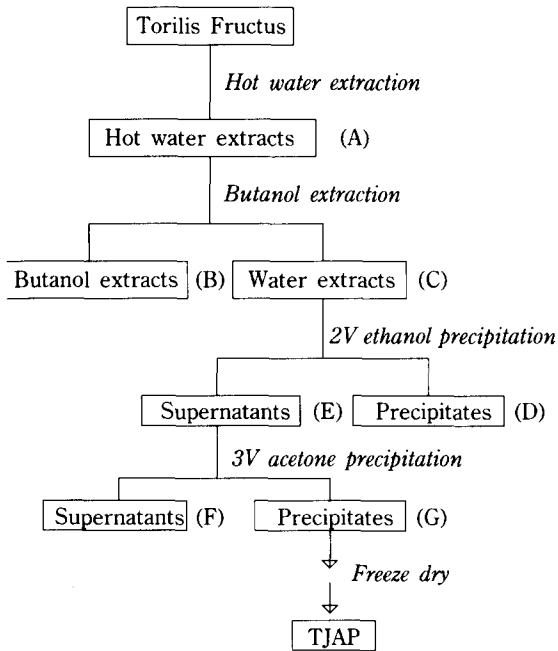 Torilis Fructus
Hot water extraction
Hot water extracts (A)
Butanol extraction
Butanol extracts (B) Water extracts (C)
2V ethanol precipitation
Supernatants (E) Precipitates (D)
3V acetone precipitation
Supernatants (F) Precipitates (G)
Freeze dry
TJAP